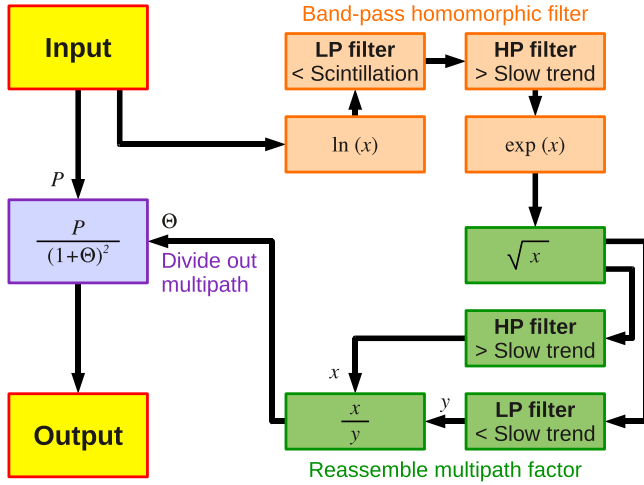 Band-pass homomorphic filter
Input
LP filter
< Scintillation
HP filter
> Slow trend
ln (x)
exp (x)
P
Θ
P
(1+Θ)²
Divide out
multipath
√x
HP filter
> Slow trend
x
y
x
y
LP filter
< Slow trend
Output
Reassemble multipath factor